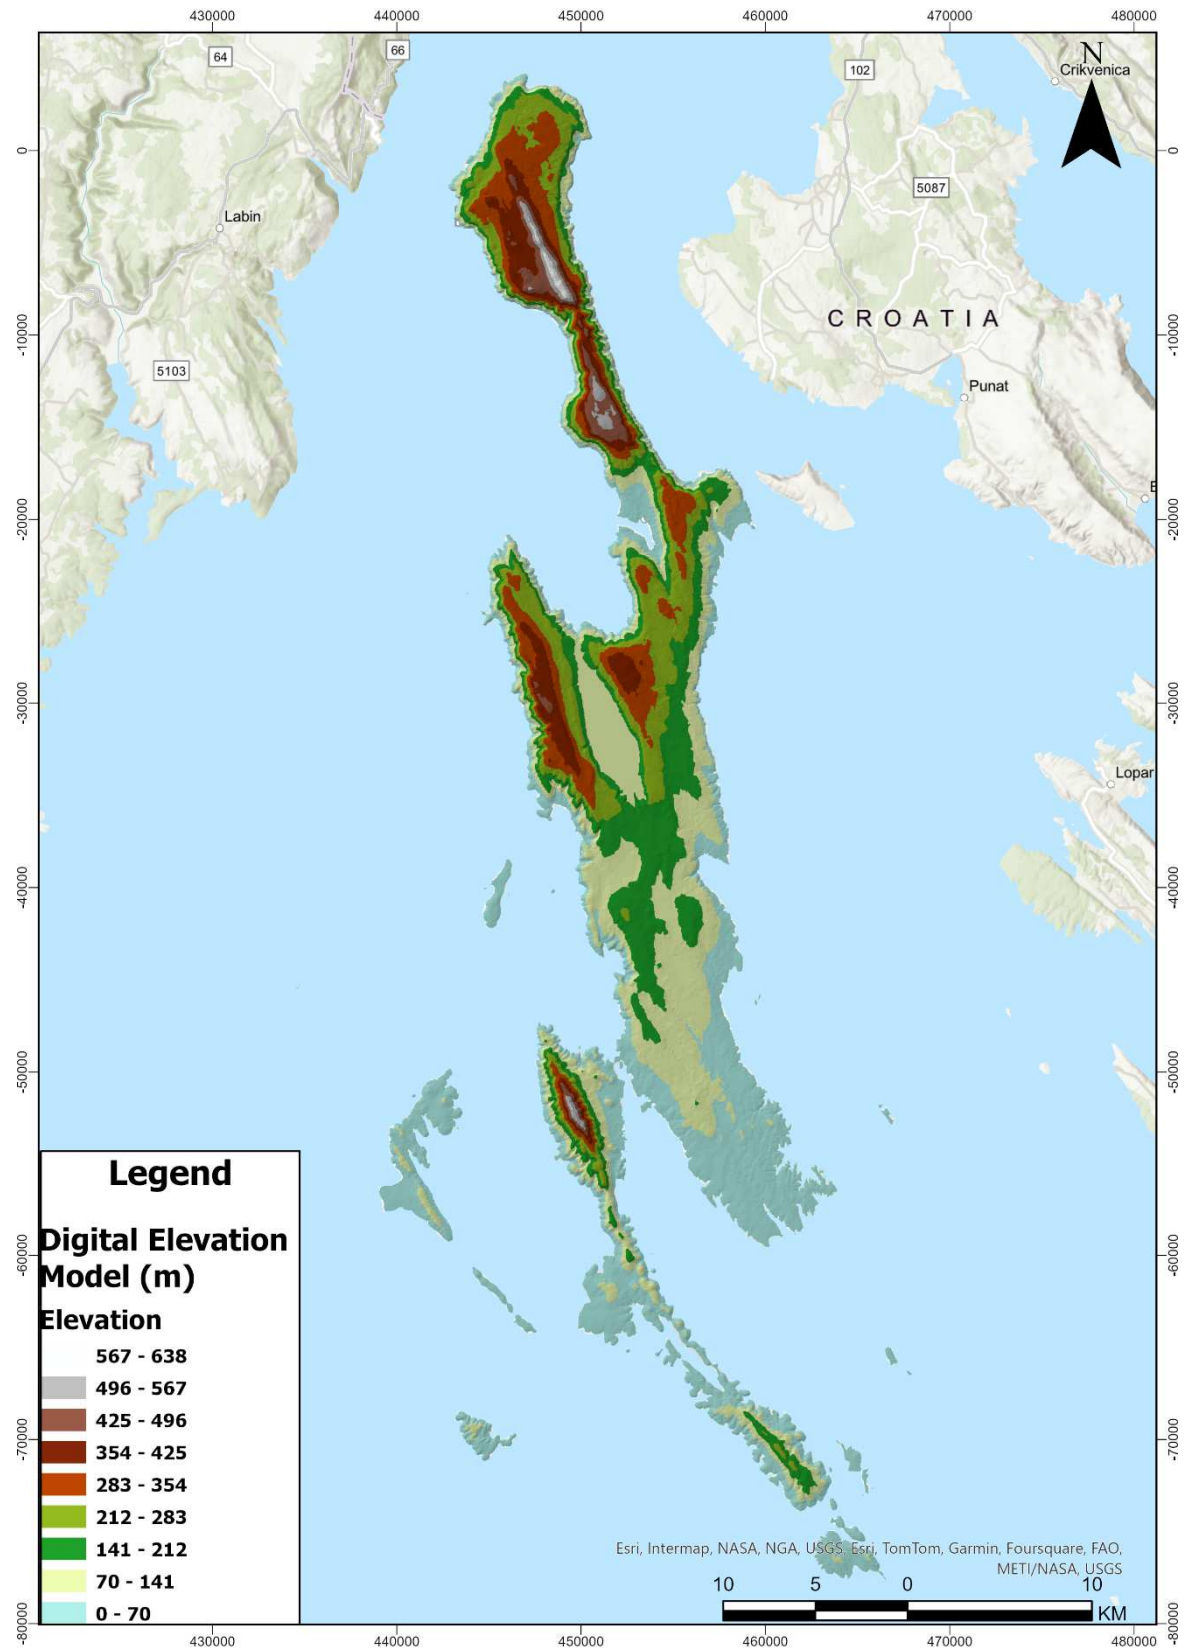 430000 440000 450000 460000 470000 480000
64
66
102
N
Crikvenica
0
0
5087
Labin
CROATIA
-10000
-10000
5103
Punat
-20000
-20000
-30000
-30000
Lopar
-40000
-40000
-50000
-50000
Legend
Digital Elevation
Model (m)
Elevation
567 - 638
496 - 567
425 - 496
354 - 425
283 - 354
212 - 283
141 - 212
70 - 141
0 - 70
-60000
-60000
-70000
-70000
Esri, Intermap, NASA, NGA, USGS, Esri, TomTom, Garmin, Foursquare, FAO,
METI/NASA, USGS
10 5 0 10
KM
-80000
-80000
430000 440000 450000 460000 470000 480000